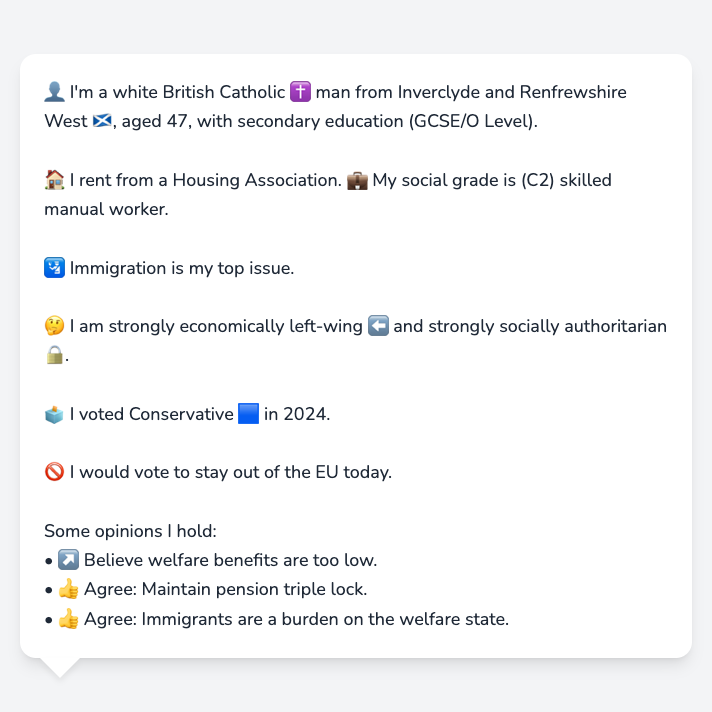 👤 I'm a white British Catholic ✝️ man from Inverclyde and Renfrewshire
West 🏴󠁧󠁢󠁳󠁣󠁴󠁿, aged 47, with secondary education (GCSE/O Level).
🏠 I rent from a Housing Association. 💼 My social grade is (C2) skilled
manual worker.
🛂 Immigration is my top issue.
🤔 I am strongly economically left-wing ⬅️ and strongly socially authoritarian
🔒.
🗳️ I voted Conservative 🟦 in 2024.
🚫 I would vote to stay out of the EU today.
Some opinions I hold:
• ↗️ Believe welfare benefits are too low.
• 👍 Agree: Maintain pension triple lock.
• 👍 Agree: Immigrants are a burden on the welfare state.